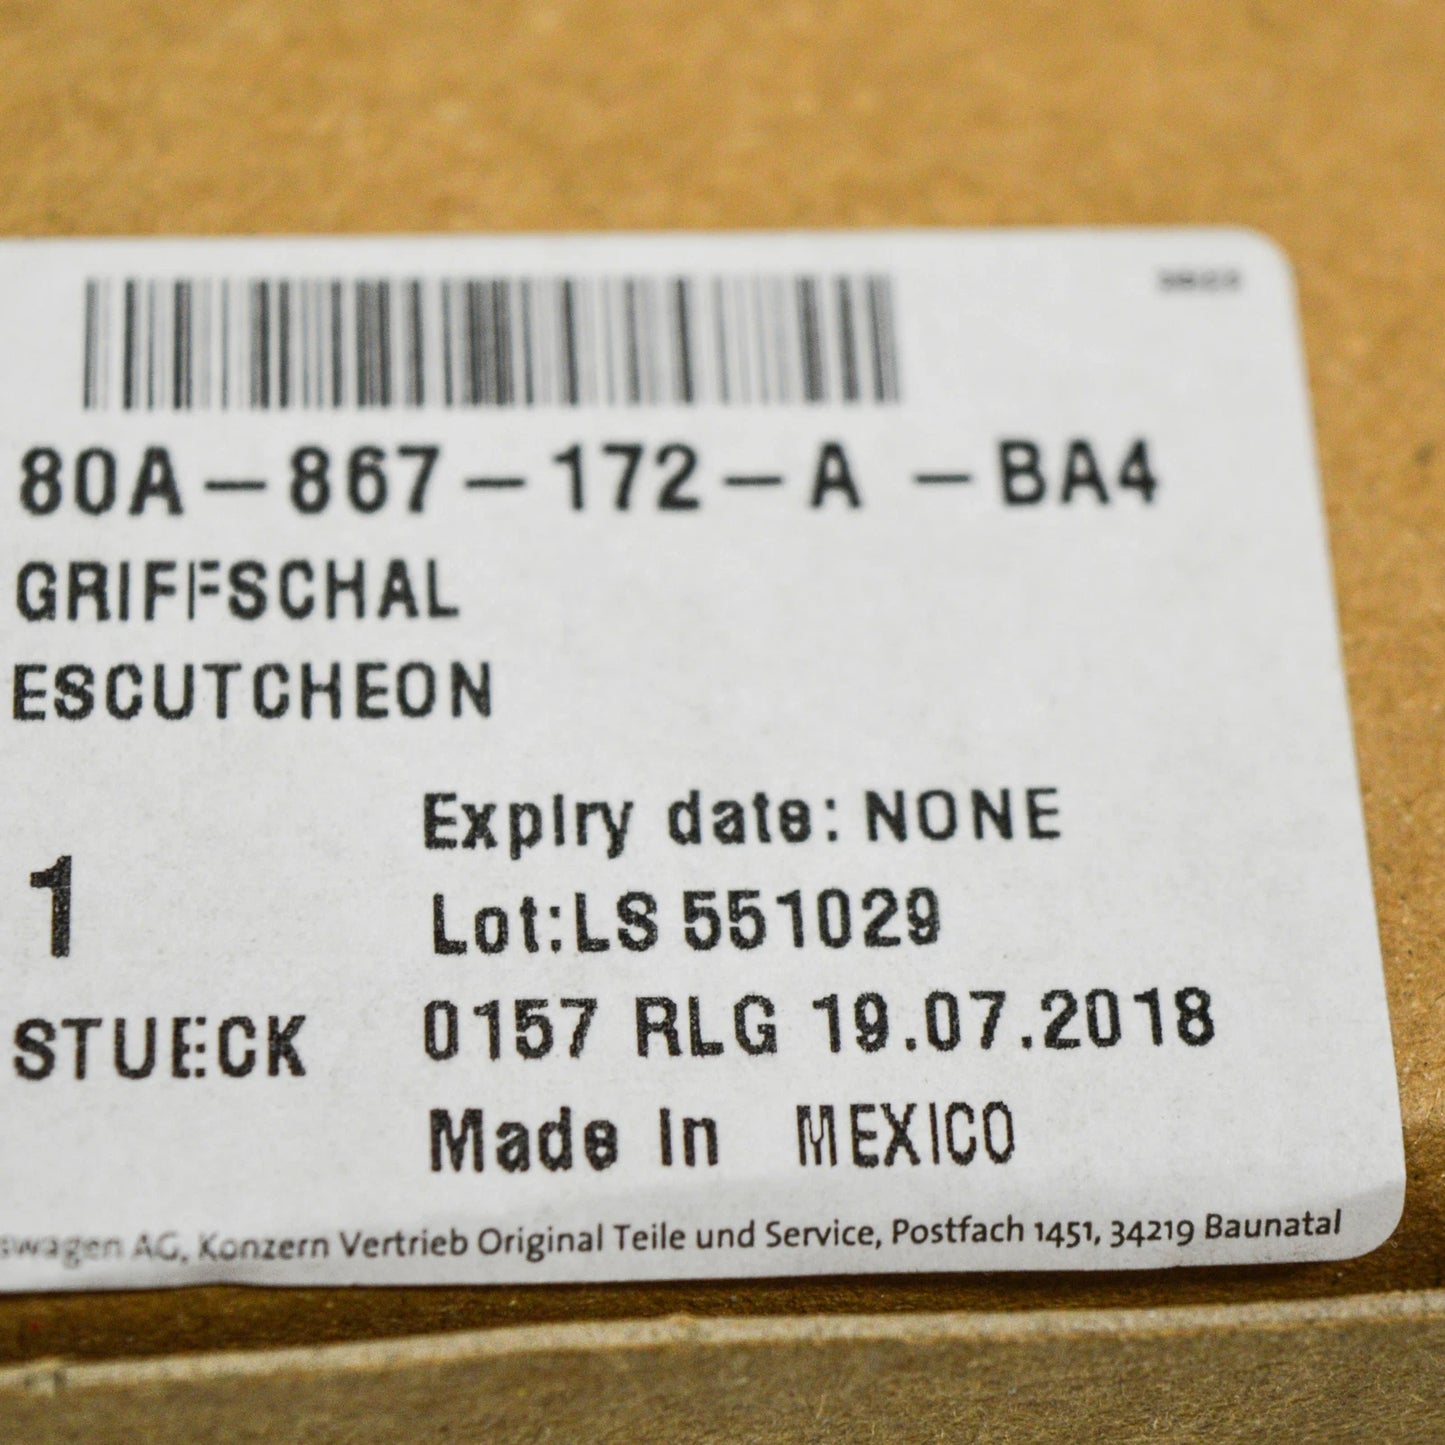 80A-867-172-A -BA4
GRIFFSCHAL
ESCUTCHEON
Expiry date: NONE
1
Lot:LS 551029
STUECK
0157 RLG 19.07.2018
Made In MEXICO
swagen AG, Konzern Vertrieb Original Teile und Service, Postfach 1451, 34219 Baunatal